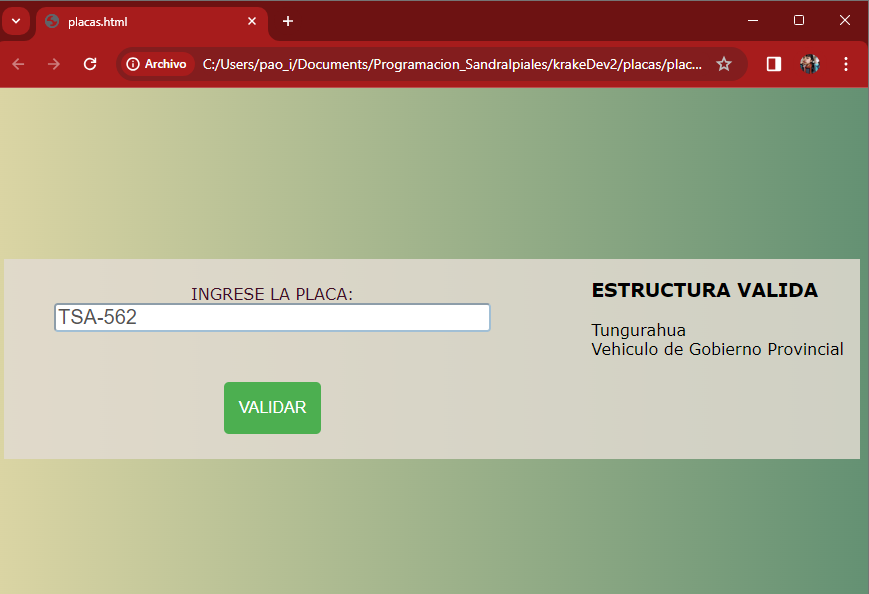 placas.html
Archivo
C:/Users/pao_i/Documents/Programacion_SandraIpiales/krakeDev2/placas/plac...
INGRESE LA PLACA:
TSA-562
VALIDAR
ESTRUCTURA VALIDA
Tungurahua
Vehiculo de Gobierno Provincial